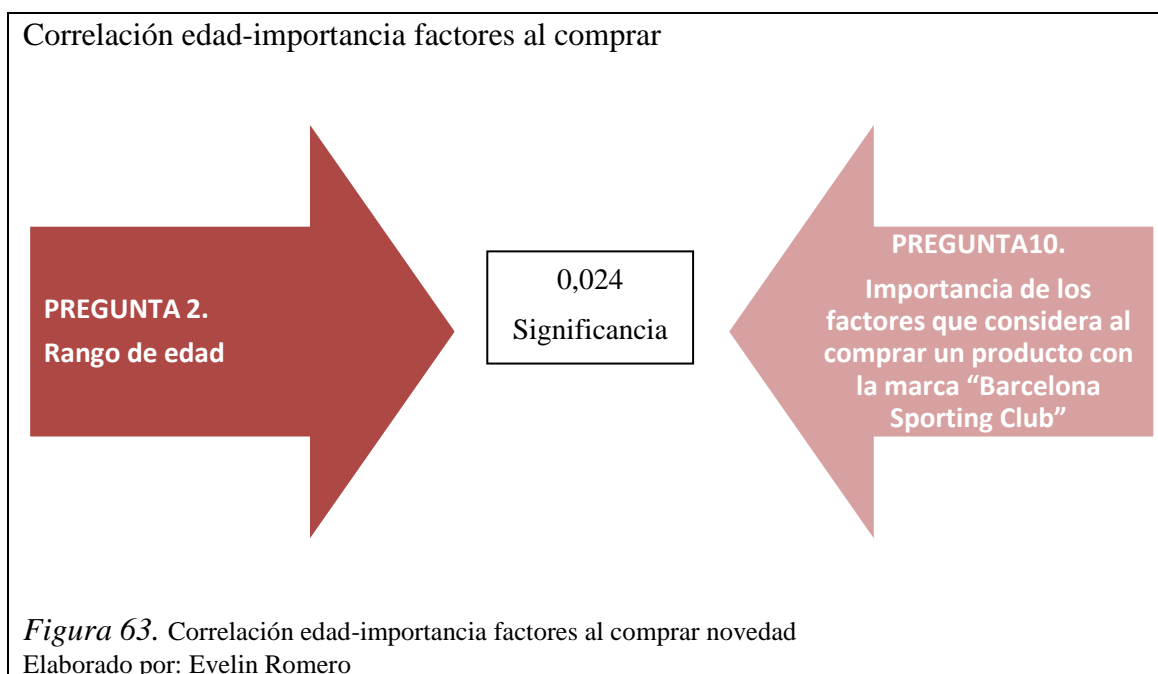 Correlación edad-importancia factores al comprar
PREGUNTA 2.
Rango de edad
0,024
Significancia
PREGUNTA10.
Importancia de los
factores que considera al
comprar un producto con
la marca “Barcelona
Sporting Club”
Figura 63. Correlación edad-importancia factores al comprar novedad
Elaborado por: Evelin Romero